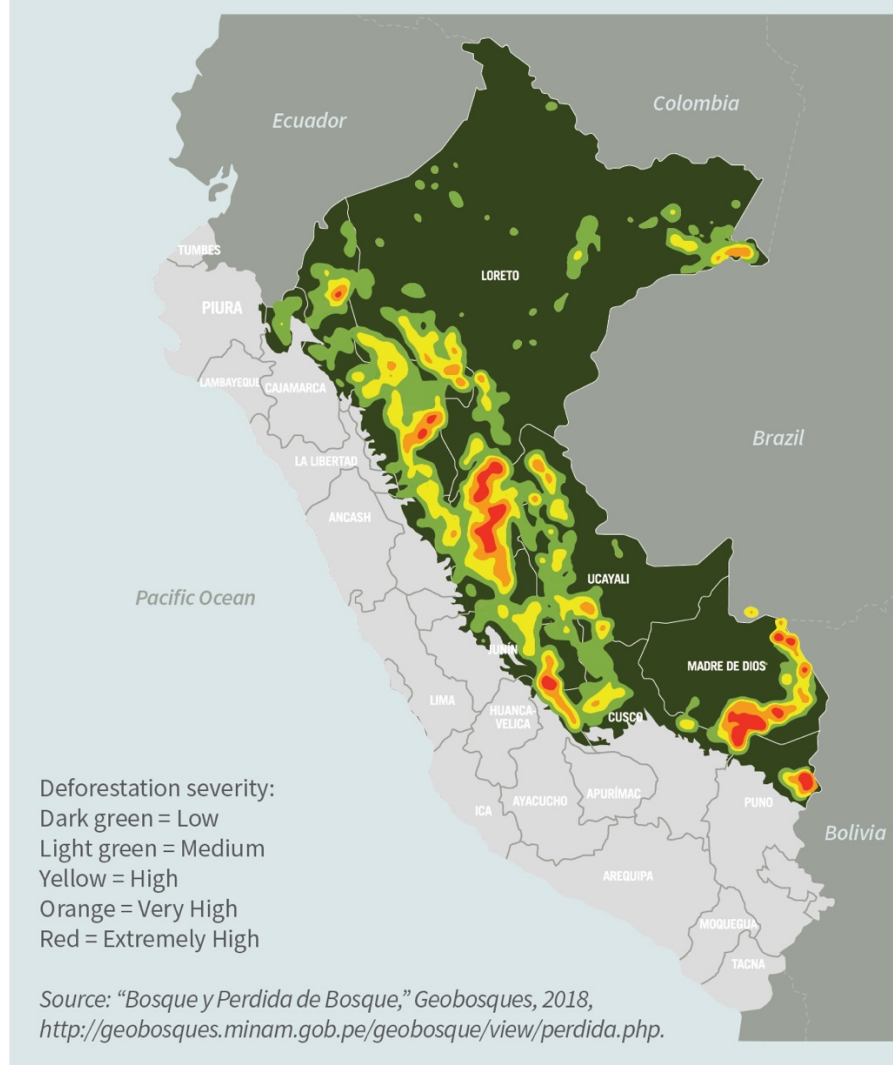 Ecuador
Colombia
TUMBES
LORETO
PIURA
LAMBAYEQUE
CAJAMARCA
Brazil
LA LIBERTAD
ANCASH
UCAYALI
Pacific Ocean
JUNÍN
MADRE DE DIOS
LIMA
HUANCA-
VELICA
CUSCO
ICA
AYACUCHO
APURÍMAC
PUNO
Bolivia
AREQUIPA
MOQUEGUA
TACNA
Deforestation severity:
Dark green = Low
Light green = Medium
Yellow = High
Orange = Very High
Red = Extremely High
Source: “Bosque y Perdida de Bosque,” Geobosques, 2018,
http://geobosques.minam.gob.pe/geobosque/view/perdida.php.